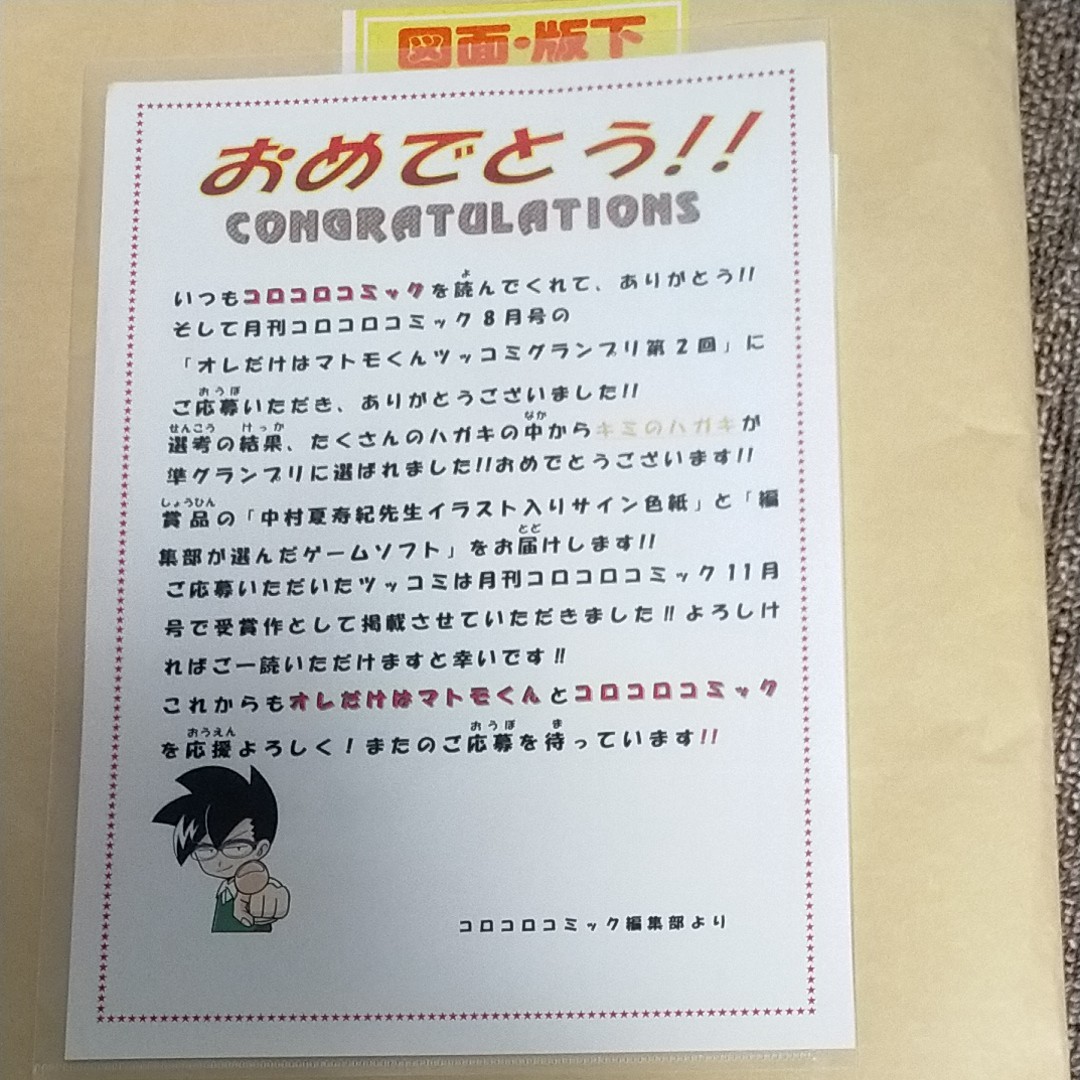 図面・版下
おめでとう!!
CONGRATULATIONS
いつもコロコロコミックを読んでくれて、ありがとう!!
そして月刊コロコロコミック8月号の
「オレだけはマトモくんツッコミグランプリ第2回」に
ご応募いただき、ありがとうございました!!
選考の結果、たくさんのハガキの中からキミのハガキが
準グランプリに選ばれました!!おめでとうございます!!
賞品の「中村夏寿紀先生イラスト入りサイン色紙」と「編
集部が選んだゲームソフト」をお届けします!!
ご応募いただいたツッコミは月刊コロコロコミック11月
号で受賞作として掲載させていただきました!!よろしけ
ればご一読いただけますと幸いです!!
これからもオレだけはマトモくんとコロコロコミック
を応援よろしく！またのご応募を待っています!!
コロコロコミック編集部より